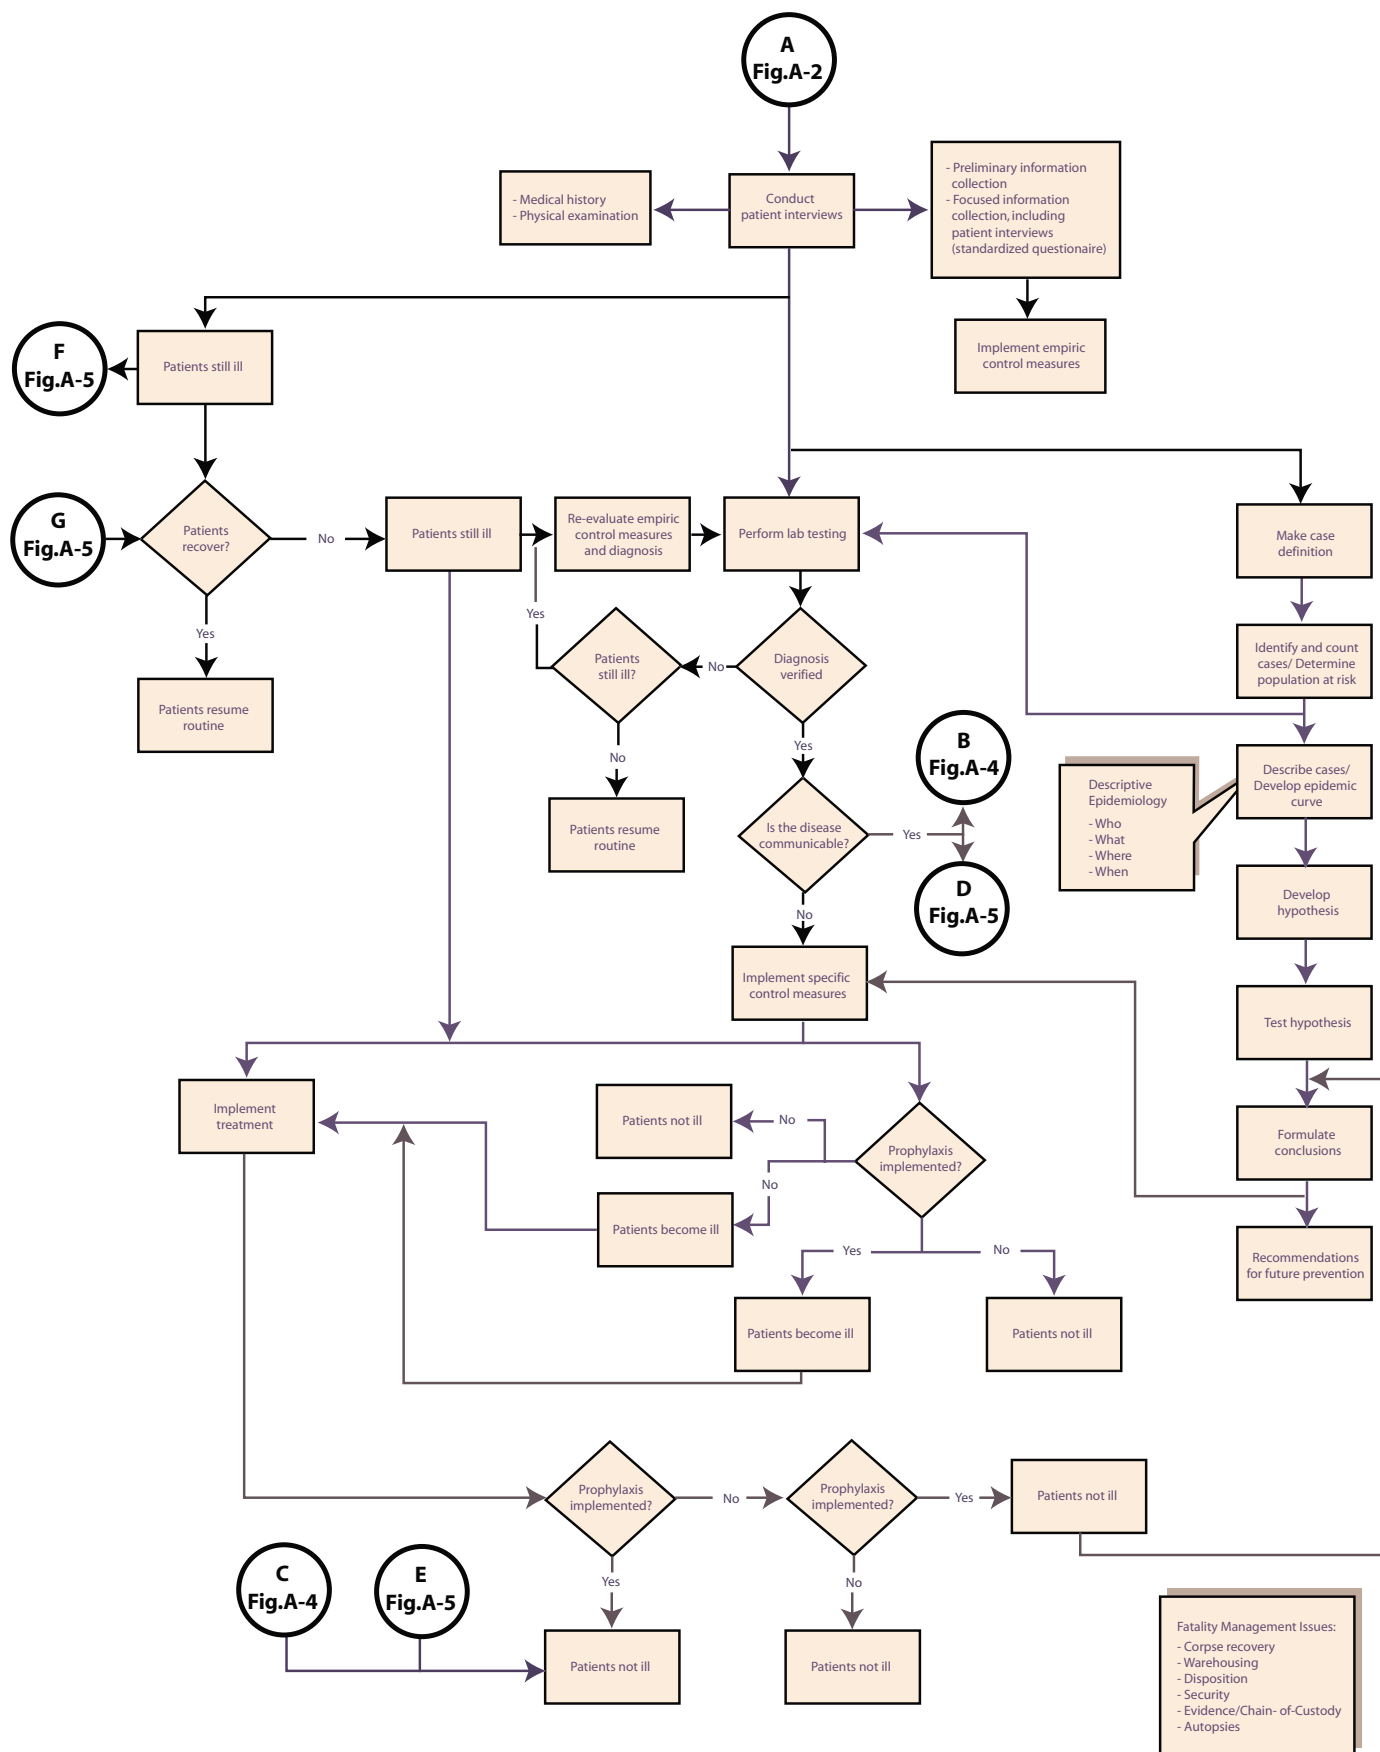 A
Fig.A-2
- Medical history
- Physical examination
Conduct
patient interviews
- Preliminary information
collection
- Focused information
collection, including
patient interviews
(standardized questionaire)
Implement empiric
control measures
F
Fig.A-5
Patients still ill
G
Fig.A-5
Patients
recover?
No
Patients still ill
Re-evaluate empiric
control measures
and diagnosis
Perform lab testing
Make case
definition
Yes
Yes
Patients
still ill?
No
Diagnosis
verified
Identify and count
cases/ Determine
population at risk
Patients resume
routine
No
Yes
B
Fig.A-4
Descriptive
Epidemiology
- Who
- What
- Where
- When
Describe cases/
Develop epidemic
curve
Patients resume
routine
Is the disease
communicable?
Yes
D
Fig.A-5
Develop
hypothesis
No
Implement specific
control measures
Test hypothesis
Implement
treatment
Patients not ill
No
Prophylaxis
implemented?
Formulate
conclusions
No
Patients become ill
Yes
No
Recommendations
for future prevention
Patients become ill
Patients not ill
Prophylaxis
implemented?
No
Prophylaxis
implemented?
Yes
Patients not ill
C
Fig.A-4
E
Fig.A-5
Yes
No
Patients not ill
Patients not ill
Fatality Management Issues:
- Corpse recovery
- Warehousing
- Disposition
- Security
- Evidence/Chain- of-Custody
- Autopsies